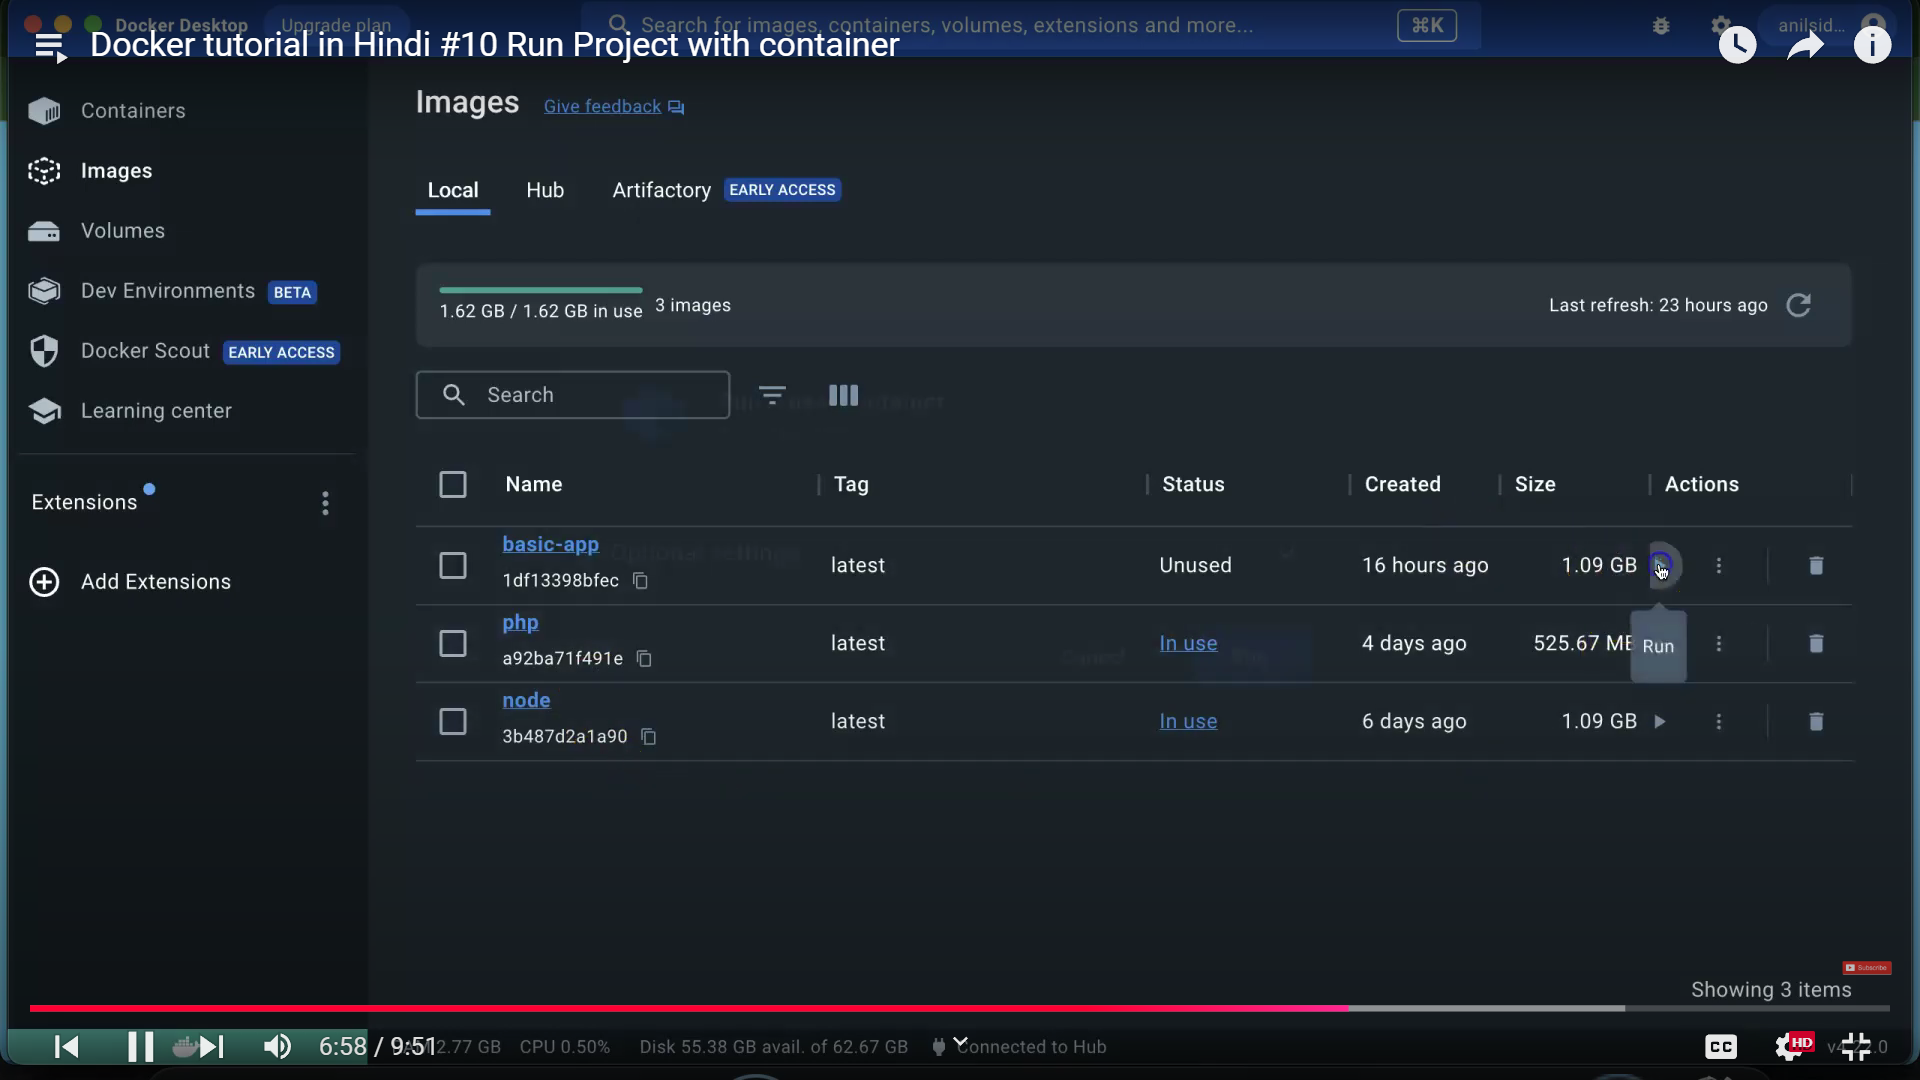 Docker Desktop
Upgrade plan
Search for images, containers, volumes, extensions and more...
⌘K
anilsid...
Docker tutorial in Hindi #10 Run Project with container
Containers
Images
Volumes
Dev Environments BETA
Docker Scout EARLY ACCESS
Learning center
Extensions
Add Extensions
Images Give feedback
Local Hub Artifactory EARLY ACCESS
1.62 GB / 1.62 GB in use 3 images
Last refresh: 23 hours ago
Search
Name Tag Status Created Size Actions
basic-app
1df13398bfec
latest Unused 16 hours ago 1.09 GB
php
a92ba71f491e
latest In use 4 days ago 525.67 MB
Run
node
3b487d2a1a90
latest In use 6 days ago 1.09 GB
Subscribe
Showing 3 items
6:58 / 9:51
2.77 GB CPU 0.50% Disk 55.38 GB avail. of 62.67 GB Connected to Hub
CC
HD